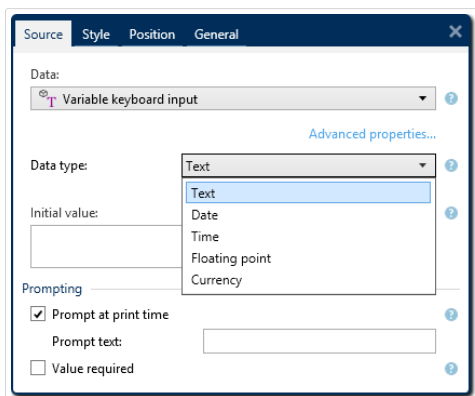 Source Style Position General
Data:
Variable keyboard input
Advanced properties...
Data type: Text
Text
Date
Initial value:
Time
Floating point
Currency
Prompting
Prompt at print time
Prompt text:
Value required